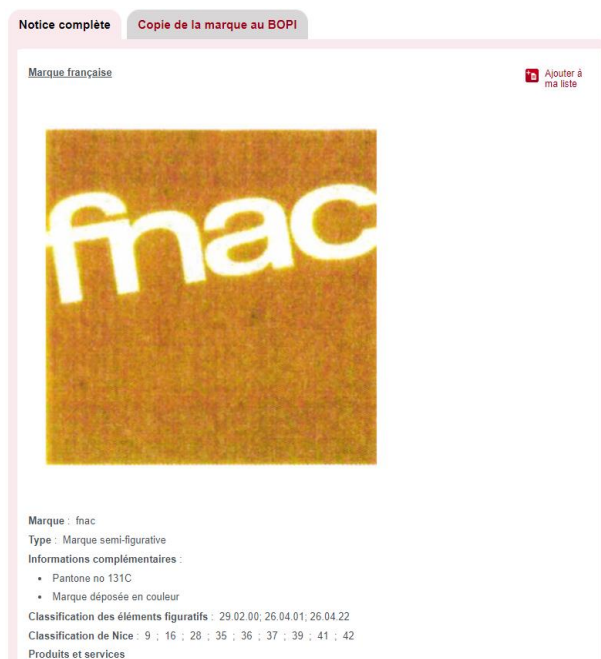 Notice complète
Copie de la marque au BOPI
Marque française
Ajouter à
ma liste
fnac
Marque : fnac
Type : Marque semi-figurative
Informations complémentaires :
• Pantone no 131C
• Marque déposée en couleur
Classification des éléments figuratifs : 29.02.00; 26.04.01; 26.04.22
Classification de Nice : 9 ; 16 ; 28 ; 35 ; 36 ; 37 ; 39 ; 41 ; 42
Produits et services